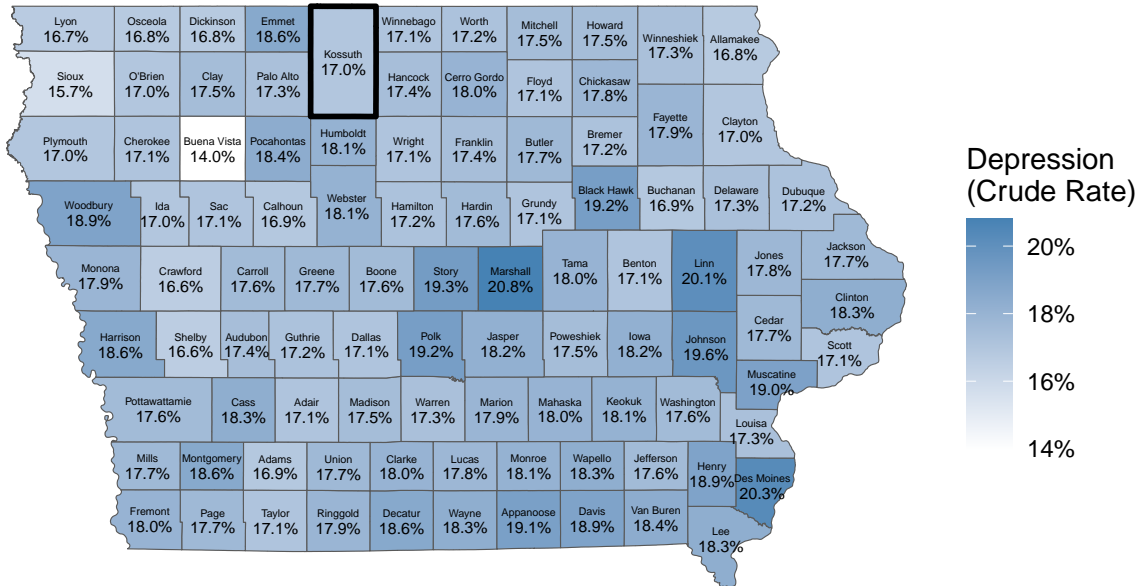 Lyon
16.7%
Osceola
16.8%
Dickinson
16.8%
Emmet
18.6%
Kossuth
17.0%
Winnebago
17.1%
Worth
17.2%
Mitchell
17.5%
Howard
17.5%
Winneshiek
17.3%
Allamakee
16.8%
Sioux
15.7%
O'Brien
17.0%
Clay
17.5%
Palo Alto
17.3%
Hancock
17.4%
Cerro Gordo
18.0%
Floyd
17.1%
Chickasaw
17.8%
Fayette
17.9%
Clayton
17.0%
Plymouth
17.0%
Cherokee
17.1%
Buena Vista
14.0%
Pocahontas
18.4%
Humboldt
18.1%
Wright
17.1%
Franklin
17.4%
Butler
17.7%
Bremer
17.2%
Woodbury
18.9%
Ida
17.0%
Sac
17.1%
Calhoun
16.9%
Webster
18.1%
Hamilton
17.2%
Hardin
17.6%
Grundy
17.1%
Black Hawk
19.2%
Buchanan
16.9%
Delaware
17.3%
Dubuque
17.2%
Monona
17.9%
Crawford
16.6%
Carroll
17.6%
Greene
17.7%
Boone
17.6%
Story
19.3%
Marshall
20.8%
Tama
18.0%
Benton
17.1%
Linn
20.1%
Jones
17.8%
Jackson
17.7%
Clinton
18.3%
Harrison
18.6%
Shelby
16.6%
Audubon
17.4%
Guthrie
17.2%
Dallas
17.1%
Polk
19.2%
Jasper
18.2%
Poweshiek
17.5%
Iowa
18.2%
Johnson
19.6%
Cedar
17.7%
Scott
17.1%
Muscatine
19.0%
Pottawattamie
17.6%
Cass
18.3%
Adair
17.1%
Madison
17.5%
Warren
17.3%
Marion
17.9%
Mahaska
18.0%
Keokuk
18.1%
Washington
17.6%
Louisa
17.3%
Mills
17.7%
Montgomery
18.6%
Adams
16.9%
Union
17.7%
Clarke
18.0%
Lucas
17.8%
Monroe
18.1%
Wapello
18.3%
Jefferson
17.6%
Henry
18.9%
Des Moines
20.3%
Fremont
18.0%
Page
17.7%
Taylor
17.1%
Ringgold
17.9%
Decatur
18.6%
Wayne
18.3%
Appanoose
19.1%
Davis
18.9%
Van Buren
18.4%
Lee
18.3%
Depression
(Crude Rate)
20%
18%
16%
14%